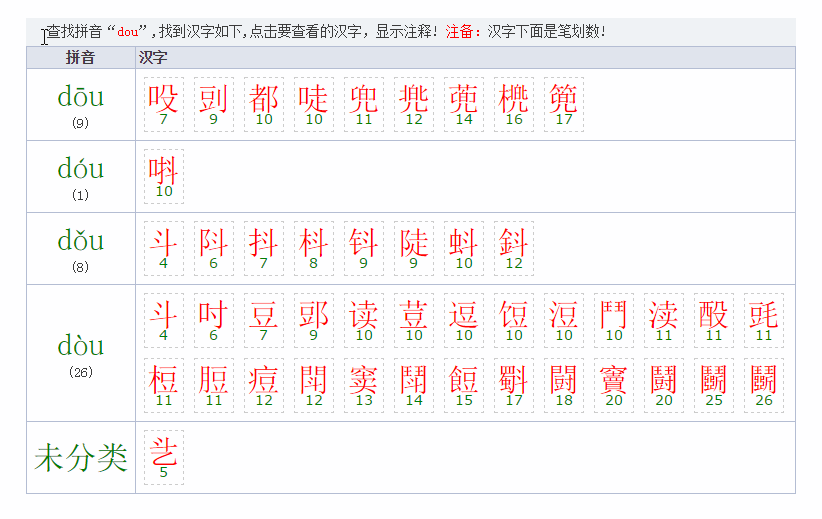 查找拼音“dou”,找到汉字如下,点击要查看的汉字，显示注释! 注备：汉字下面是笔划数!
拼音 汉字
dōu
(9)
吺 剅 都 唗 兜 兠 蔸 橷 篼
7 9 10 10 11 12 14 16 17
dóu
(1)
唞
10
dǒu
(8)
斗 阧 抖 枓 钭 陡 蚪 鈄
4 6 7 8 9 9 10 12
dòu
(26)
斗 吋 豆 郖 读 荳 逗 饾 浢 鬥 渎 酘 毭
4 6 7 9 10 10 10 10 10 10 11 11 11
梪 脰 痘 閗 窦 鬦 餖 斣 闘 竇 鬪 鬬 鬭
11 11 12 12 13 14 15 17 18 20 20 25 26
未分类
乧
5